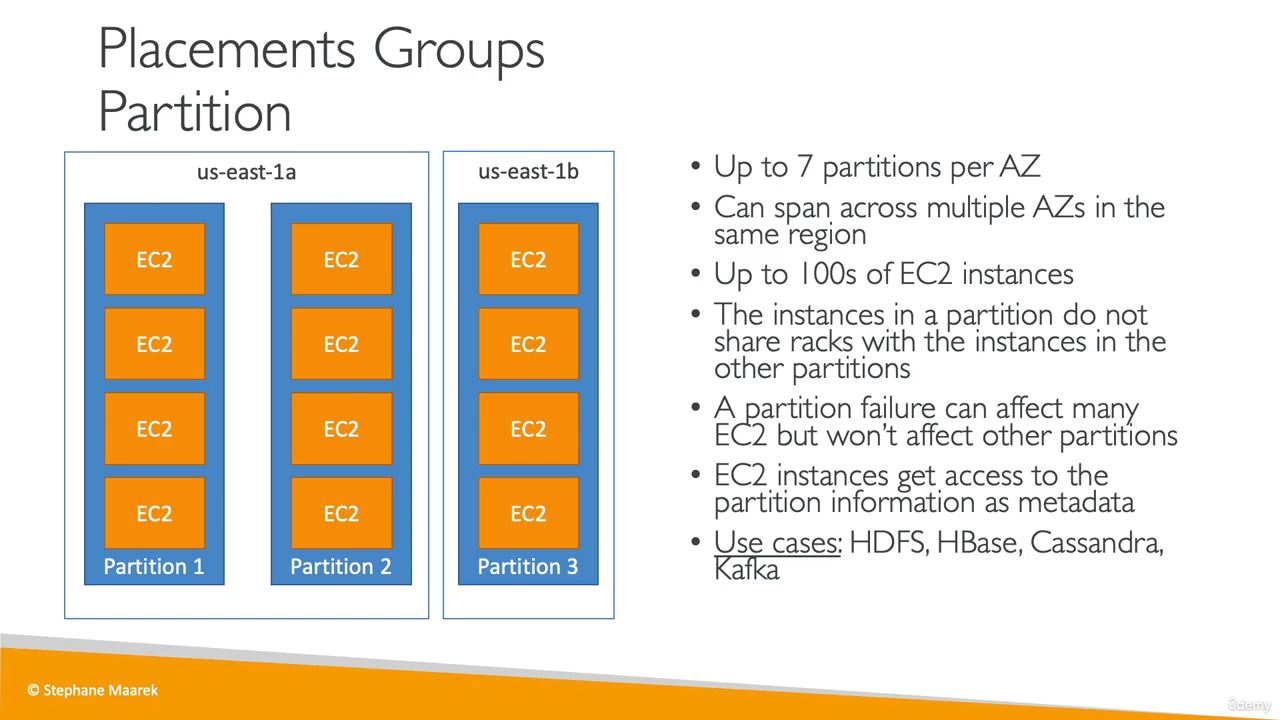 Placements Groups
Partition
us-east-1a
EC2
EC2
EC2
EC2
Partition 1
EC2
EC2
EC2
EC2
Partition 2
us-east-1b
EC2
EC2
EC2
EC2
Partition 3
• Up to 7 partitions per AZ
• Can span across multiple AZs in the
same region
• Up to 100s of EC2 instances
• The instances in a partition do not
share racks with the instances in the
other partitions
• A partition failure can affect many
EC2 but won’t affect other partitions
• EC2 instances get access to the
partition information as metadata
• Use cases: HDFS, HBase, Cassandra,
Kafka
© Stephane Maarek
ûdemy